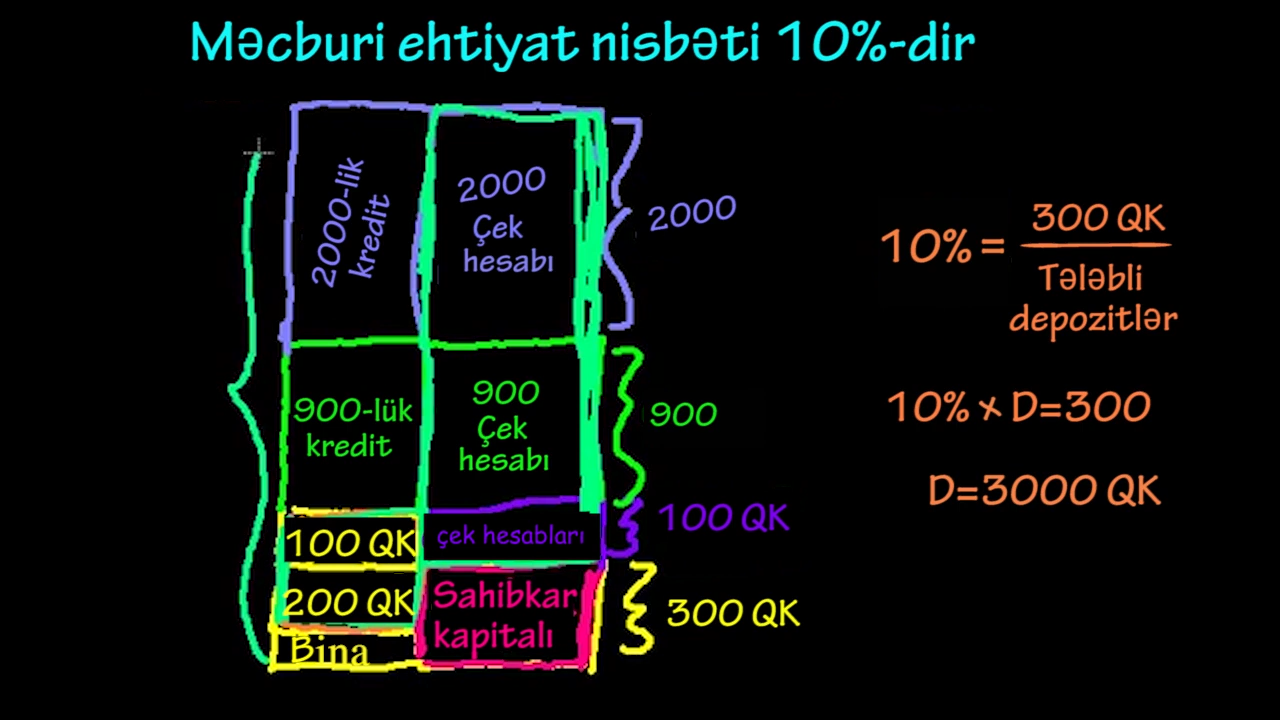 Məcburi ehtiyat nisbəti 10%-dir
2000-lik
kredit
2000
Çek
hesabı
2000
900-lük
kredit
900
Çek
hesabı
900
100 QK
çek hesabları
100 QK
200 QK
Sahibkar
kapitalı
300 QK
Bina
10% = 300 QK
Tələbli
depozitlər
10% x D=300
D=3000 QK